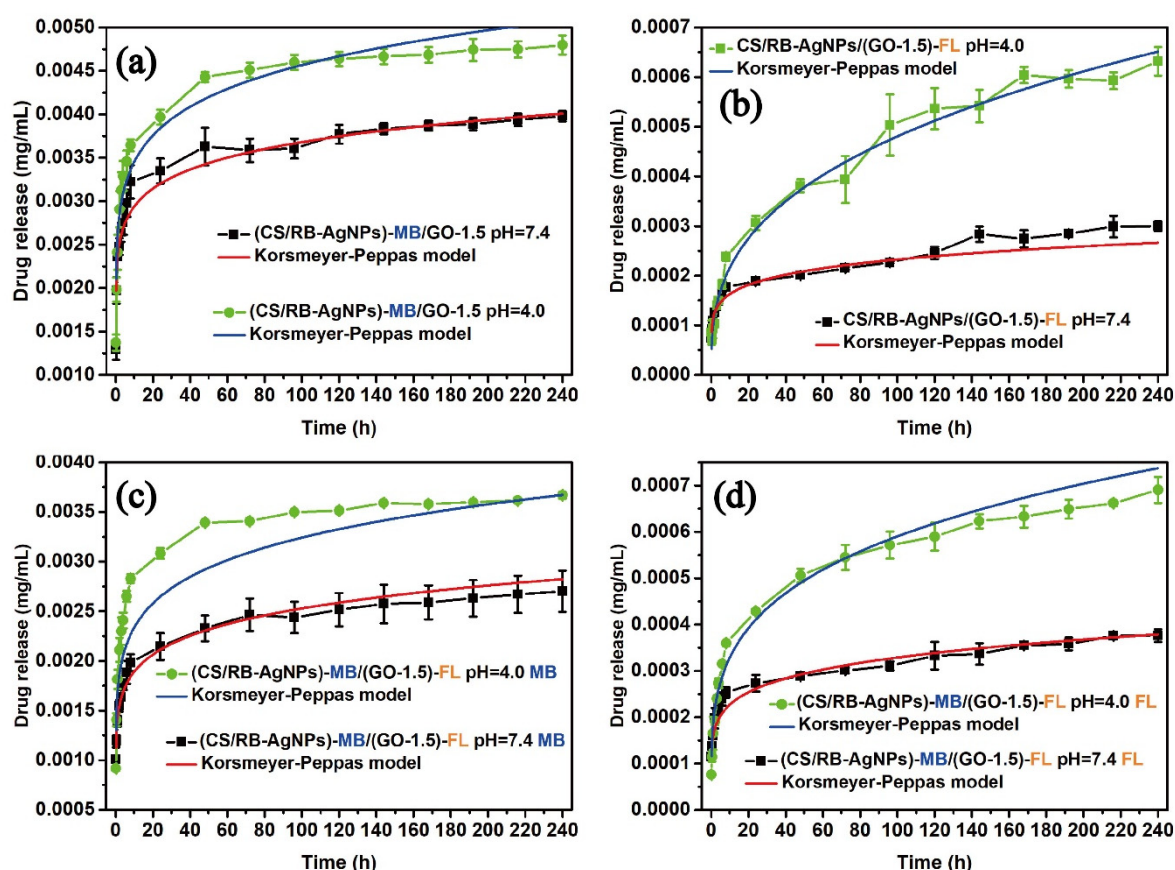 0.0050
0.0045
0.0040
0.0035
0.0030
0.0025
0.0020
0.0015
0.0010
Drug release (mg/mL)
(a)
(CS/RB-AgNPs)-MB/GO-1.5 pH=7.4
Korsmeyer-Peppas model
(CS/RB-AgNPs)-MB/GO-1.5 pH=4.0
Korsmeyer-Peppas model
0 20 40 60 80 100 120 140 160 180 200 220 240
Time (h)
0.0007
0.0006
0.0005
0.0004
0.0003
0.0002
0.0001
0.0000
Drug release (mg/mL)
CS/RB-AgNPs/(GO-1.5)-FL pH=4.0
Korsmeyer-Peppas model
(b)
CS/RB-AgNPs/(GO-1.5)-FL pH=7.4
Korsmeyer-Peppas model
0 20 40 60 80 100 120 140 160 180 200 220 240
Time (h)
0.0040
0.0035
0.0030
0.0025
0.0020
0.0015
0.0010
0.0005
Drug release (mg/mL)
(c)
(CS/RB-AgNPs)-MB/(GO-1.5)-FL pH=4.0 MB
Korsmeyer-Peppas model
(CS/RB-AgNPs)-MB/(GO-1.5)-FL pH=7.4 MB
Korsmeyer-Peppas model
0 20 40 60 80 100 120 140 160 180 200 220 240
Time (h)
0.0007
0.0006
0.0005
0.0004
0.0003
0.0002
0.0001
0.0000
Drug release (mg/mL)
(d)
(CS/RB-AgNPs)-MB/(GO-1.5)-FL pH=4.0 FL
Korsmeyer-Peppas model
(CS/RB-AgNPs)-MB/(GO-1.5)-FL pH=7.4 FL
Korsmeyer-Peppas model
0 20 40 60 80 100 120 140 160 180 200 220 240
Time (h)